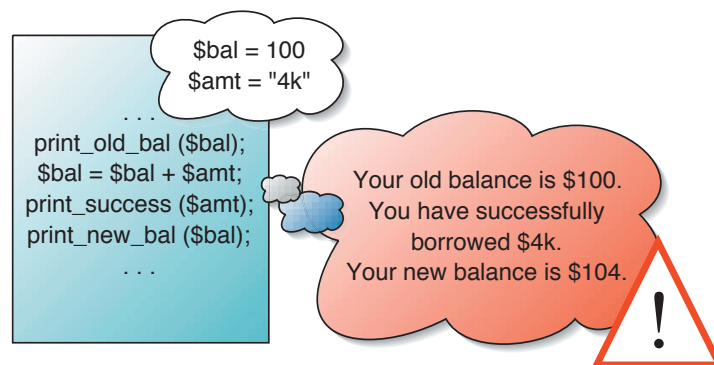 $bal = 100
$amt = "4k"
. . .
print_old_bal ($bal);
$bal = $bal + $amt;
print_success ($amt);
print_new_bal ($bal);
. . .
Your old balance is $100.
You have successfully
borrowed $4k.
Your new balance is $104.
!